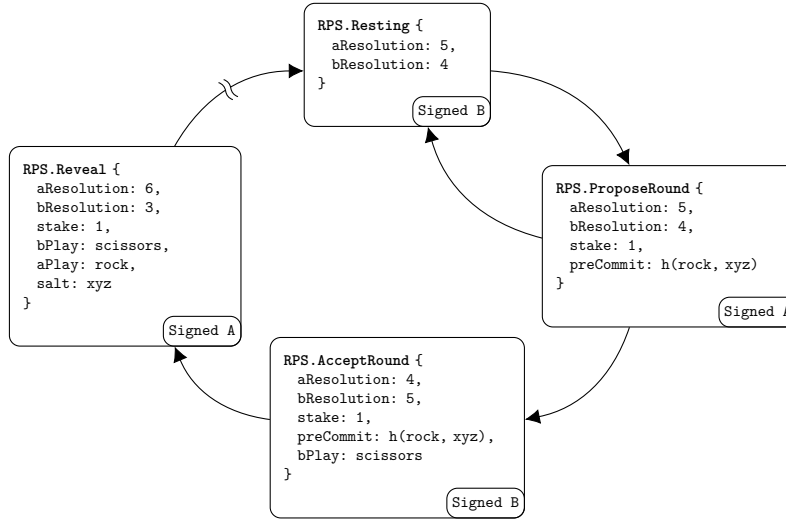 RPS.Resting {
aResolution: 5,
bResolution: 4
}
Signed B
RPS.Reveal {
aResolution: 6,
bResolution: 3,
stake: 1,
bPlay: scissors,
aPlay: rock,
salt: xyz
}
Signed A
RPS.ProposeRound {
aResolution: 5,
bResolution: 4,
stake: 1,
preCommit: h(rock, xyz)
}
Signed A
RPS.AcceptRound {
aResolution: 4,
bResolution: 5,
stake: 1,
preCommit: h(rock, xyz),
bPlay: scissors
}
Signed B